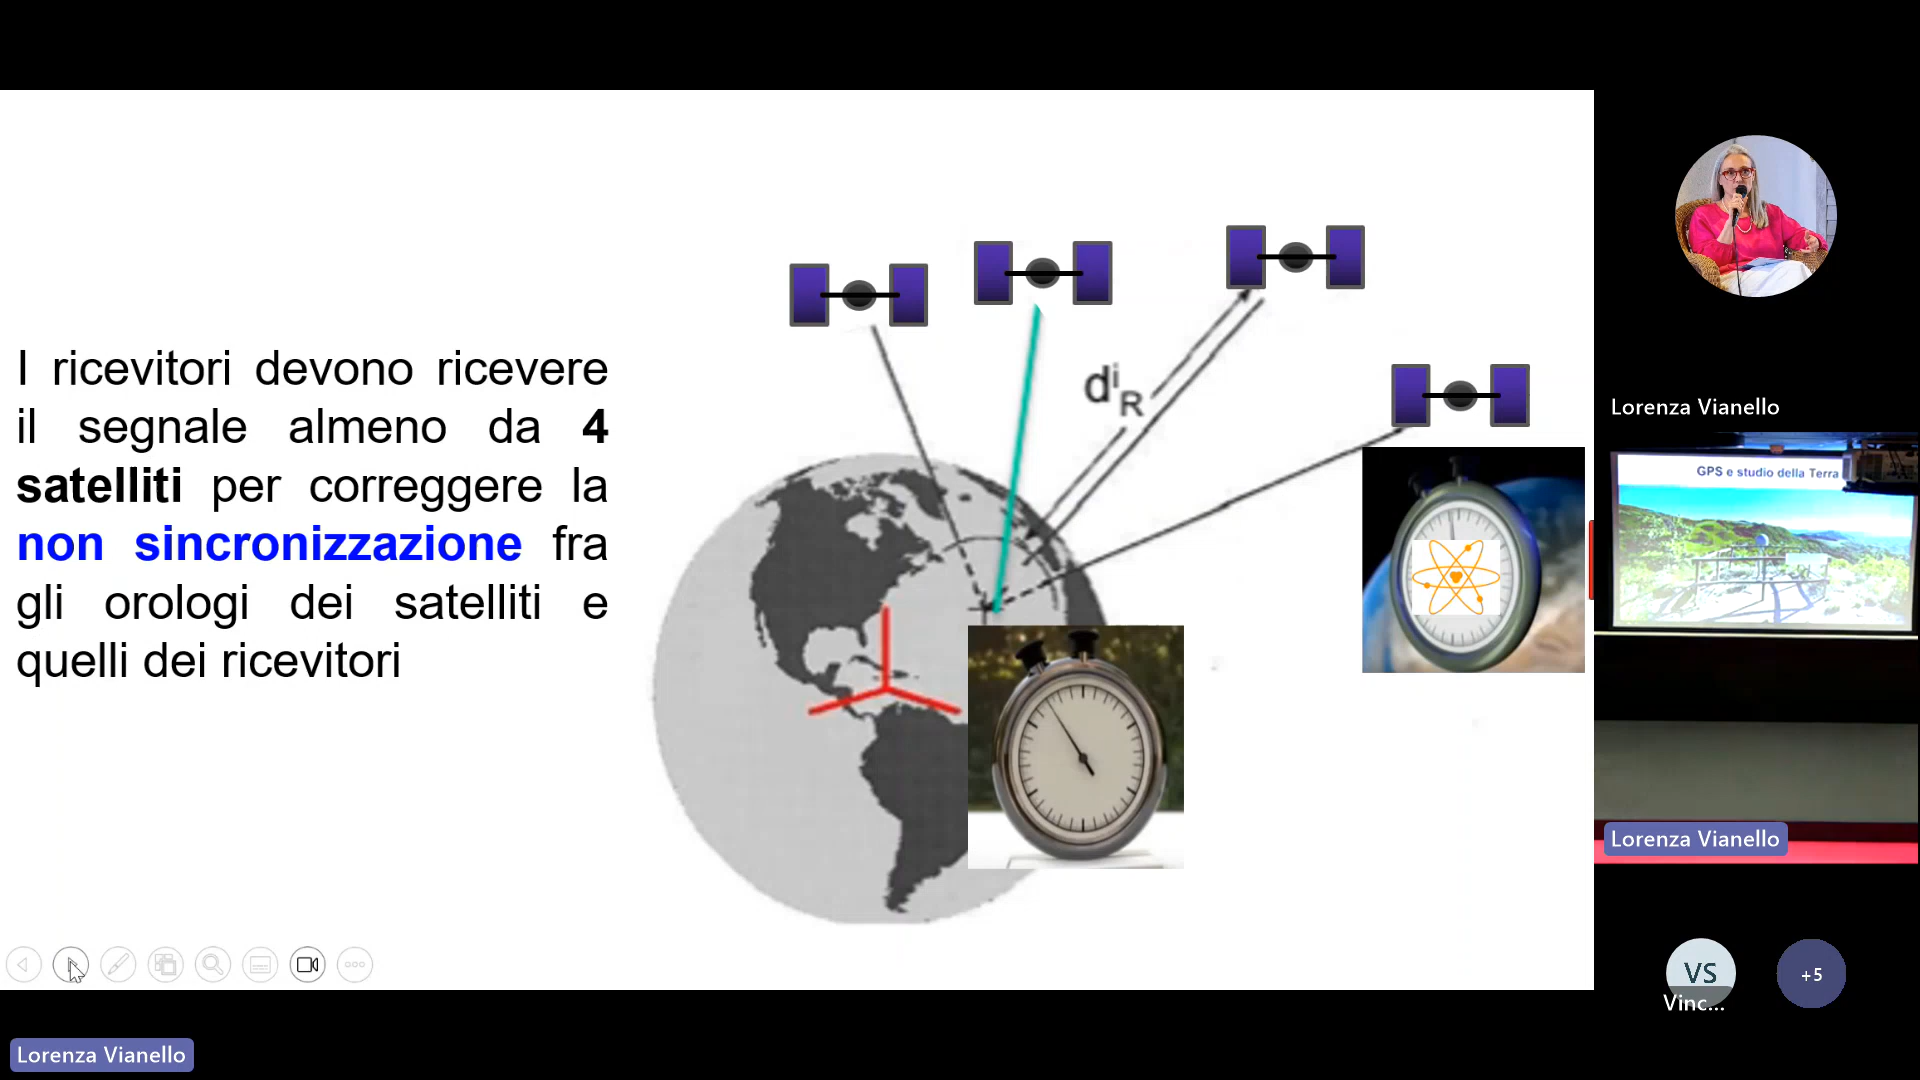 I ricevitori devono ricevere
il segnale almeno da 4
satelliti per correggere la
non sincronizzazione fra
gli orologi dei satelliti e
quelli dei ricevitori
d^i_R
Lorenza Vianello
GPS e studio della Terra
Lorenza Vianello
VS
Vinc...
+5
Lorenza Vianello